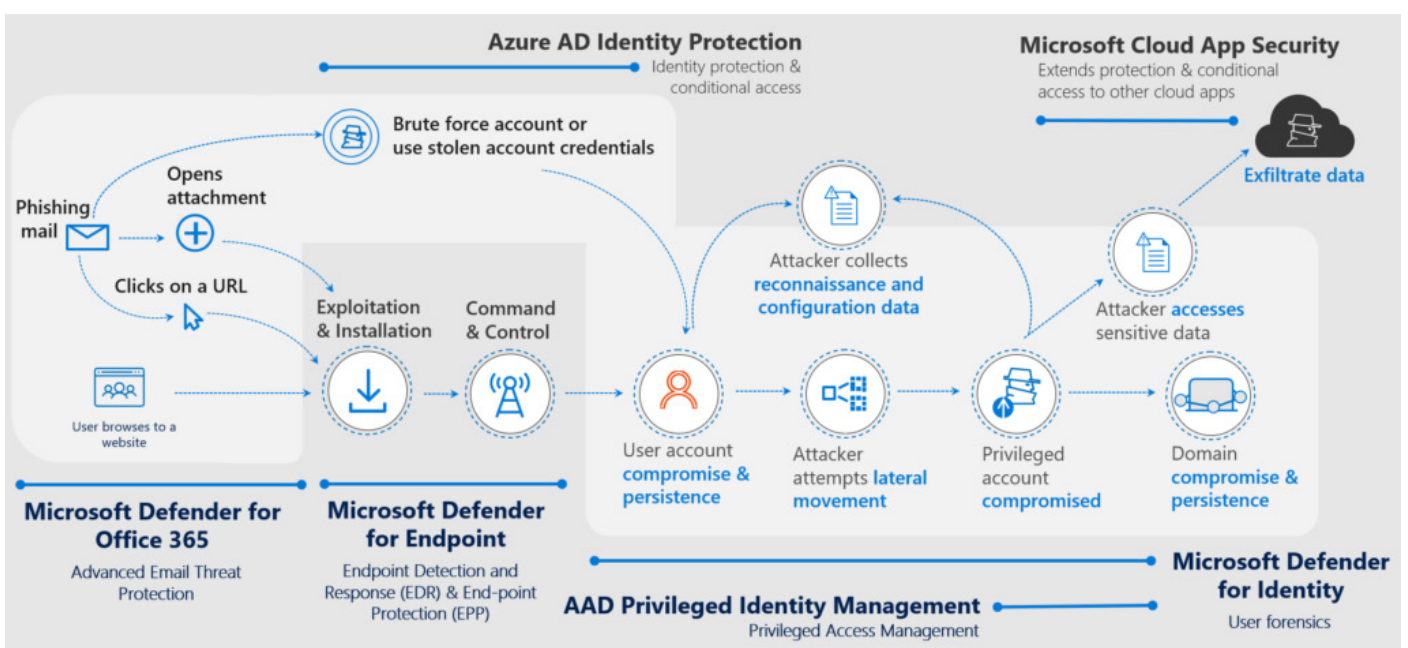 Azure AD Identity Protection
Identity protection &
conditional access
Microsoft Cloud App Security
Extends protection & conditional
access to other cloud apps
Brute force account or
use stolen account credentials
Exfiltrate data
Opens
attachment
Phishing
mail
Clicks on a URL
Attacker collects
reconnaissance and
configuration data
Attacker accesses
sensitive data
Exploitation
& Installation
Command
& Control
User browses to a
website
User account
compromise &
persistence
Attacker
attempts lateral
movement
Privileged
account
compromised
Domain
compromise &
persistence
Microsoft Defender for
Office 365
Advanced Email Threat
Protection
Microsoft Defender
for Endpoint
Endpoint Detection and
Response (EDR) & End-point
Protection (EPP)
AAD Privileged Identity Management
Privileged Access Management
Microsoft Defender
for Identity
User forensics